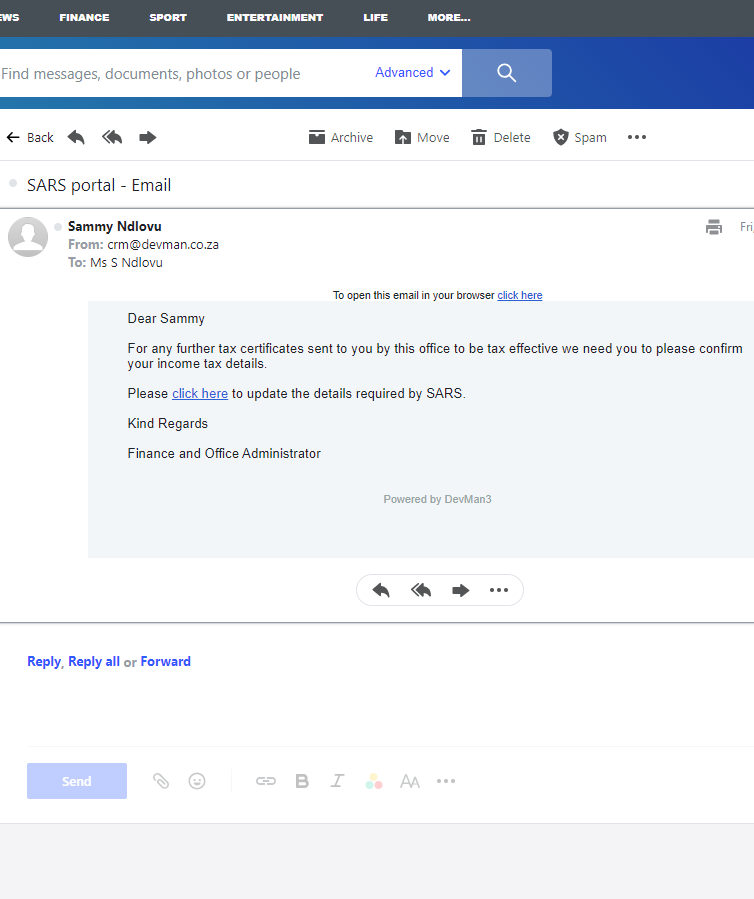 EWS FINANCE SPORT ENTERTAINMENT LIFE MORE...
Find messages, documents, photos or people Advanced
Back Archive Move Delete Spam
SARS portal - Email
Sammy Ndlovu Fri
From: crm@devman.co.za
To: Ms S Ndlovu
To open this email in your browser click here
Dear Sammy
For any further tax certificates sent to you by this office to be tax effective we need you to please confirm
your income tax details.
Please click here to update the details required by SARS.
Kind Regards
Finance and Office Administrator
Powered by DevMan3
Reply, Reply all or Forward
Send B I AA